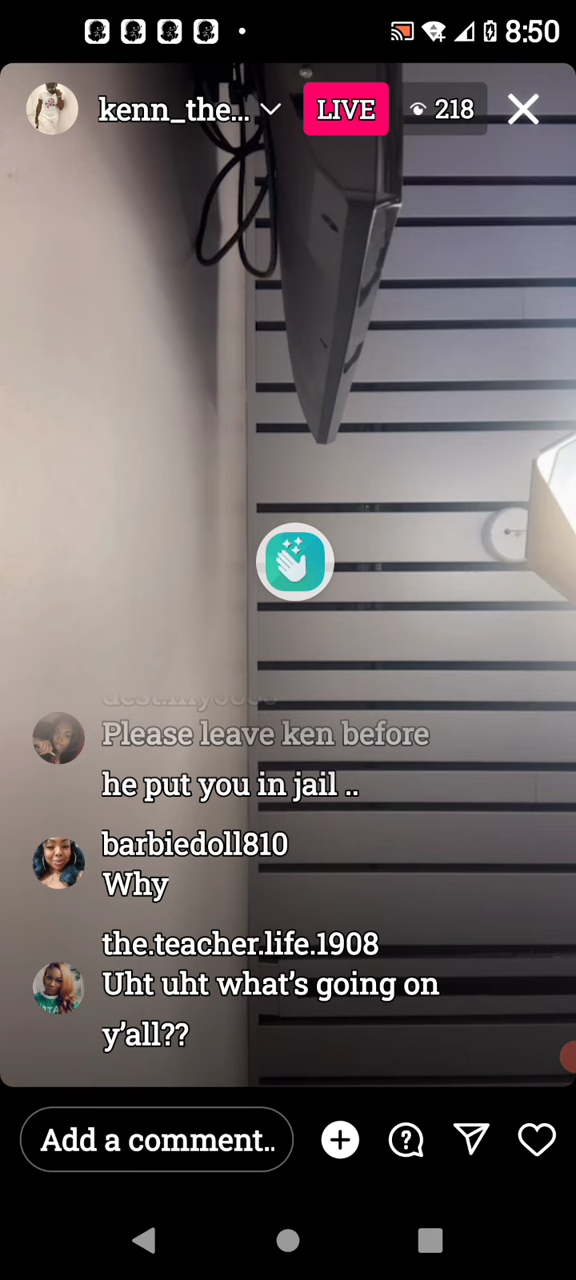 8:50
kenn_the...
LIVE
218
Please leave ken before
he put you in jail ..
barbiedoll810
Why
the.teacher.life.1908
Uht uht what's going on
y'all??
Add a comment..